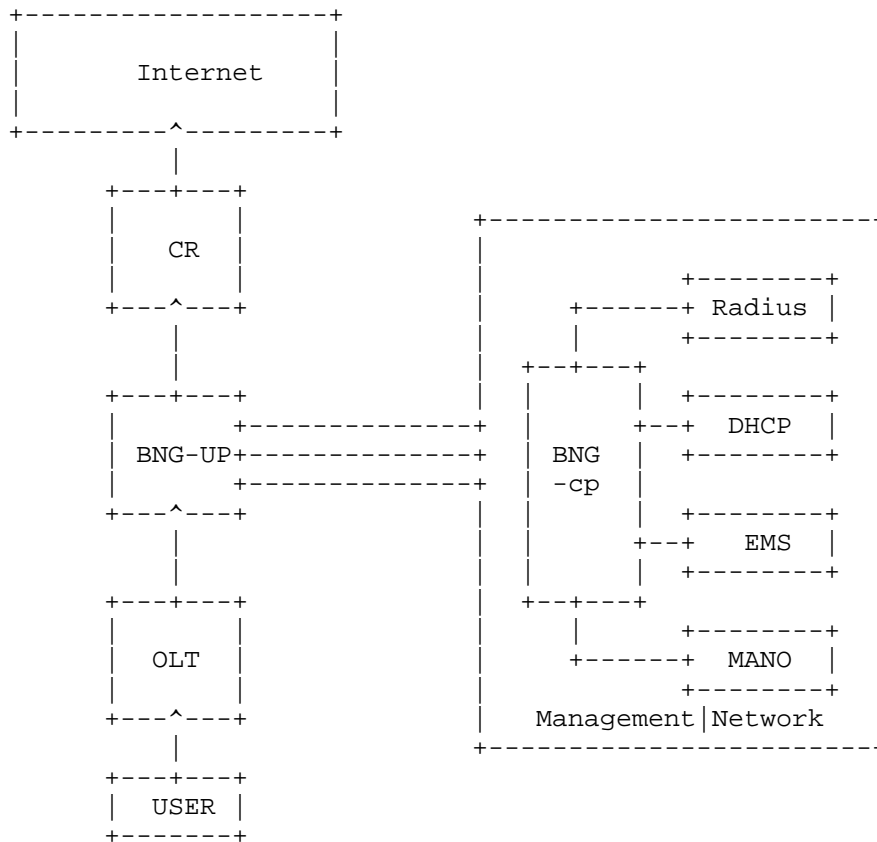 Internet
CR
Radius
DHCP
BNG-UP
BNG
-cp
EMS
OLT
MANO
Management|Network
USER